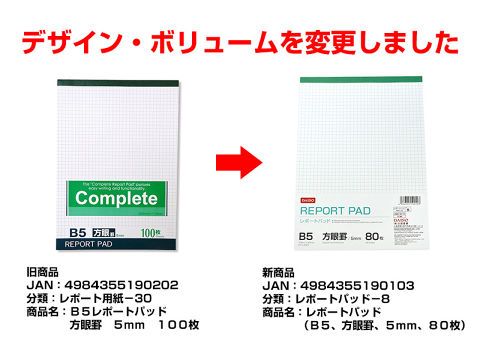 デザイン・ボリュームを変更しました
The "Complete Report Pad" pursues
easy writing and functionality.
Complete
B5 方眼罫 5mm 100枚
REPORT PAD
DAISO
REPORT PAD
レポートパッド
B5 方眼罫 5mm 80枚
DAISO
旧商品
JAN：4984355190202
分類：レポート用紙－30
商品名：Ｂ５レポートパッド
方眼罫　５mm　１００枚
新商品
JAN：4984355190103
分類：レポートパッド－８
商品名：レポートパッド
（Ｂ５、方眼罫、５mm、８０枚）